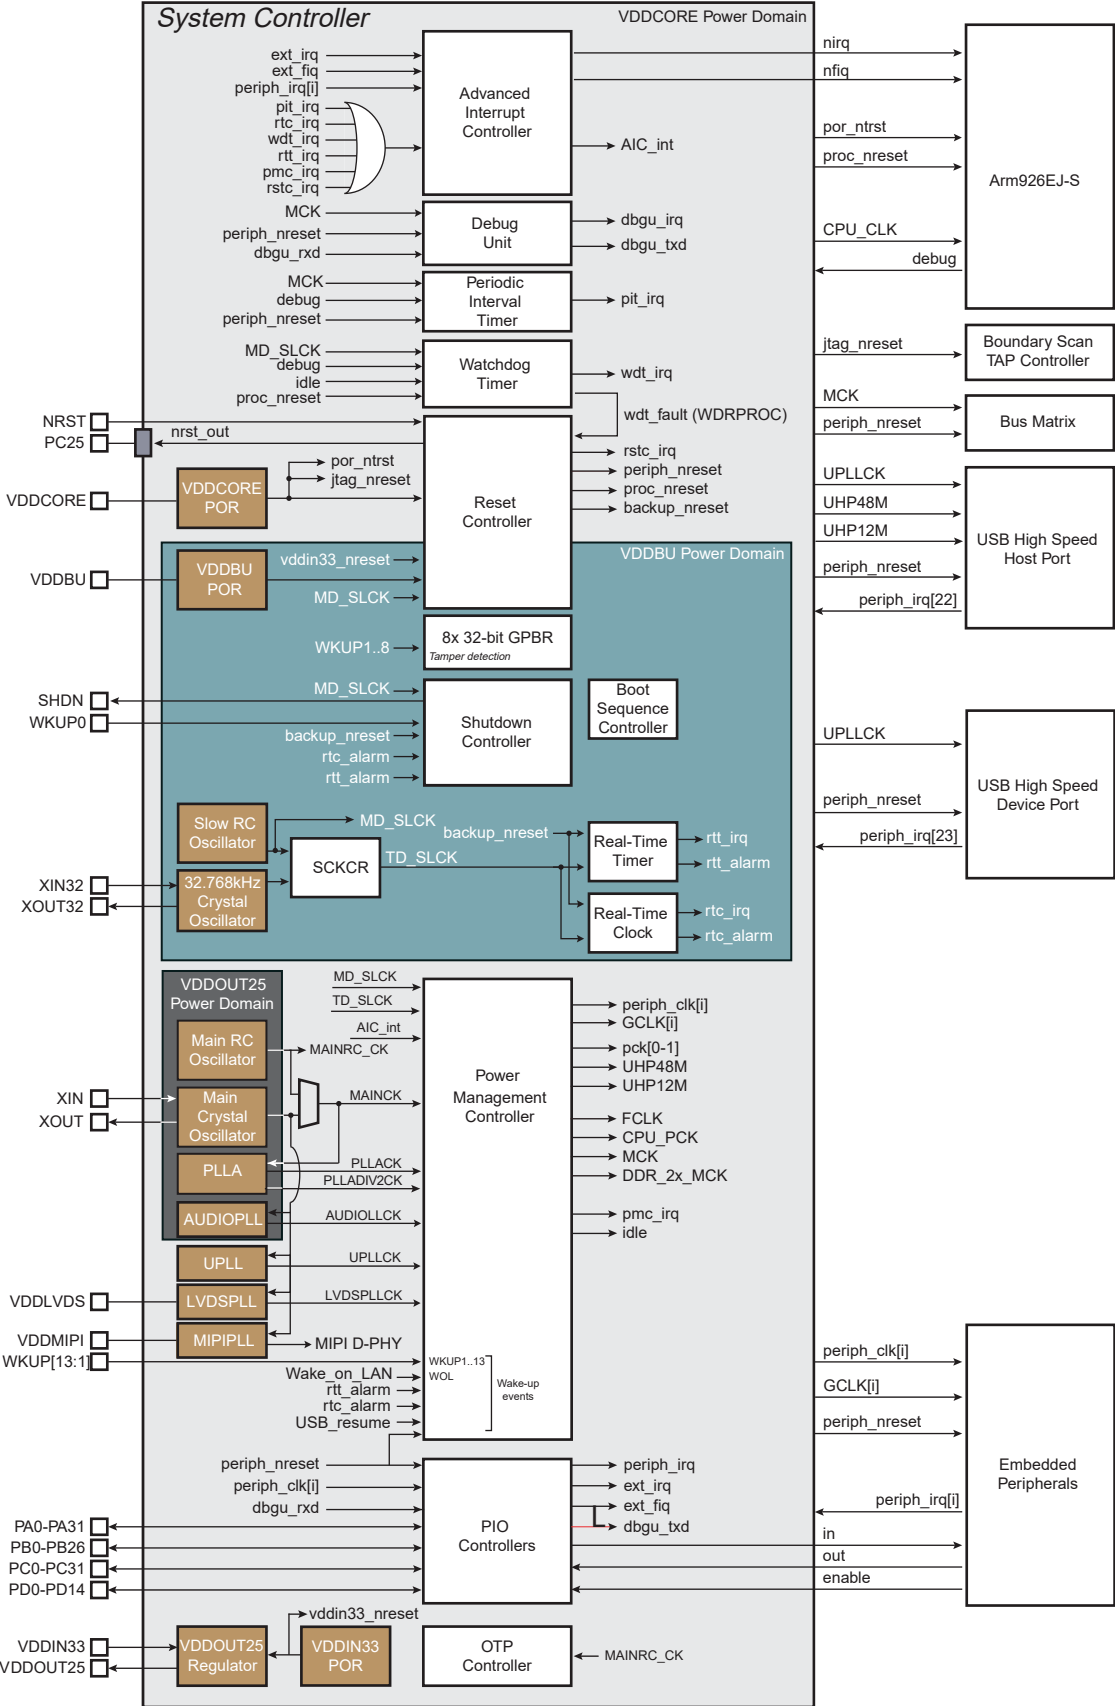 System Controller
VDDCORE Power Domain
ext_irq
ext_fiq
periph_irq[i]
pit_irq
rtc_irq
wdt_irq
rtt_irq
pmc_irq
rstc_irq
Advanced
Interrupt
Controller
AIC_int
nirq
nfiq
por_ntrst
proc_nreset
CPU_CLK
debug
Arm926EJ-S
MCK
periph_nreset
dbgu_rxd
Debug
Unit
dbgu_irq
dbgu_txd
MCK
debug
periph_nreset
Periodic
Interval
Timer
pit_irq
MD_SLCK
debug
idle
proc_nreset
Watchdog
Timer
wdt_irq
wdt_fault (WDRPROC)
jtag_nreset
Boundary Scan
TAP Controller
MCK
periph_nreset
Bus Matrix
NRST
PC25
nrst_out
VDDCORE
VDDCORE
POR
por_ntrst
jtag_nreset
Reset
Controller
rstc_irq
periph_nreset
proc_nreset
backup_nreset
UPLLCK
UHP48M
UHP12M
periph_nreset
periph_irq[22]
USB High Speed
Host Port
VDDBU Power Domain
VDDBU
VDDBU
POR
vddin33_nreset
MD_SLCK
WKUP1..8
8x 32-bit GPBR
Tamper detection
SHDN
WKUP0
MD_SLCK
backup_nreset
rtc_alarm
rtt_alarm
Shutdown
Controller
Boot
Sequence
Controller
UPLLCK
periph_nreset
periph_irq[23]
USB High Speed
Device Port
Slow RC
Oscillator
MD_SLCK
XIN32
XOUT32
32.768kHz
Crystal
Oscillator
SCKCR
TD_SLCK
backup_nreset
Real-Time
Timer
rtt_irq
rtt_alarm
Real-Time
Clock
rtc_irq
rtc_alarm
VDDOUT25
Power Domain
Main RC
Oscillator
MAINRC_CK
XIN
XOUT
Main
Crystal
Oscillator
MAINCK
PLLA
PLLACK
PLLADIV2CK
AUDIOPLL
AUDIOLLCK
UPLL
UPLLCK
VDDLVDS
LVDSPLL
LVDSPLLCK
VDDMIPI
MIPIPLL
MIPI D-PHY
WKUP[13:1]
MD_SLCK
TD_SLCK
AIC_int
Power
Management
Controller
periph_clk[i]
GCLK[i]
pck[0-1]
UHP48M
UHP12M
FCLK
CPU_PCK
MCK
DDR_2x_MCK
pmc_irq
idle
WKUP1..13
WOL
Wake-up
events
Wake_on_LAN
rtt_alarm
rtc_alarm
USB_resume
periph_nreset
periph_clk[i]
dbgu_rxd
PA0-PA31
PB0-PB26
PC0-PC31
PD0-PD14
PIO
Controllers
periph_irq
ext_irq
ext_fiq
dbgu_txd
periph_clk[i]
GCLK[i]
periph_nreset
periph_irq[i]
in
out
enable
Embedded
Peripherals
VDDIN33
VDDOUT25
VDDOUT25
Regulator
vddin33_nreset
VDDIN33
POR
OTP
Controller
MAINRC_CK